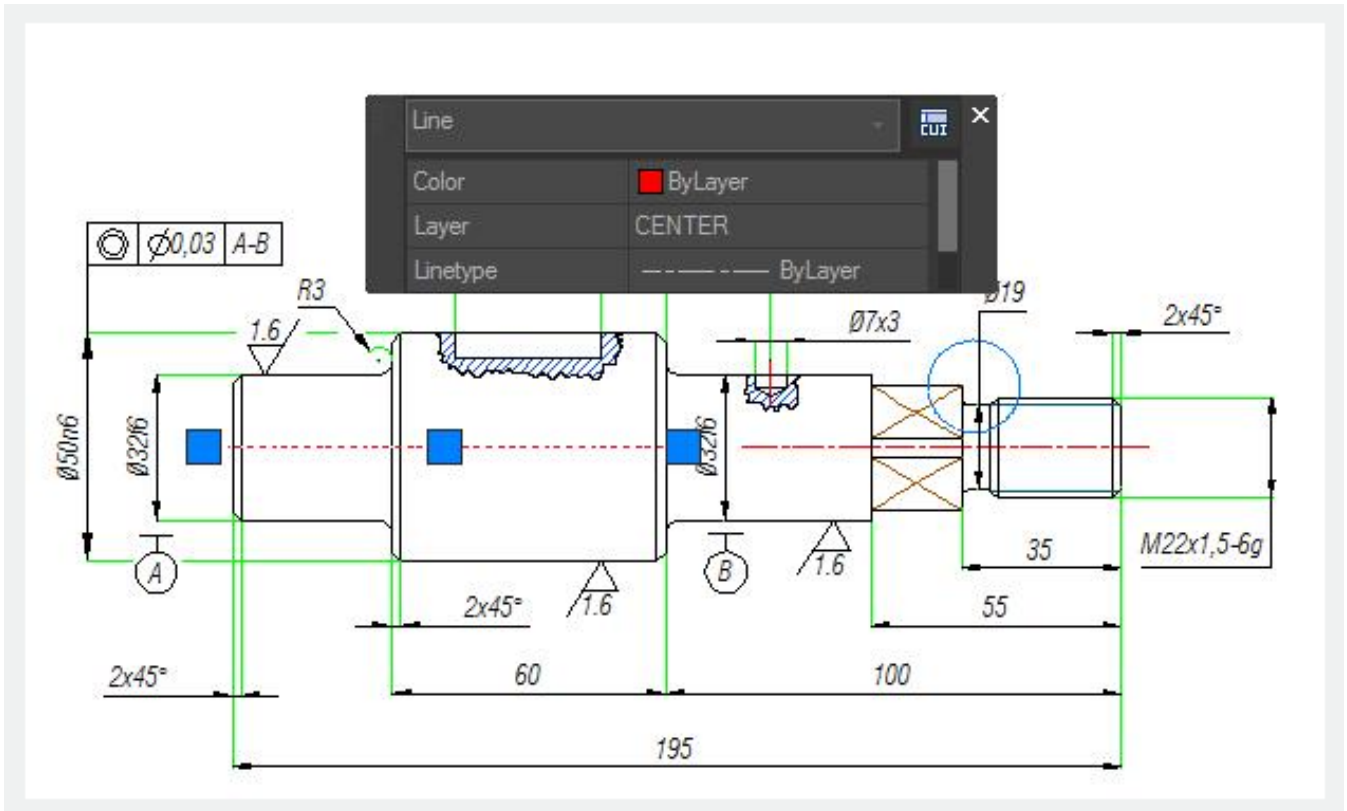 Line
CUI
Color ByLayer
Layer CENTER
Linetype ByLayer
Ø0,03 A-B
R3
Ø19
2x45°
1.6
Ø7x3
Ø50n6
Ø32f6
Ø32f6
A
B
1.6
35
M22x1,5-6g
2x45°
1.6
55
2x45°
60
100
195